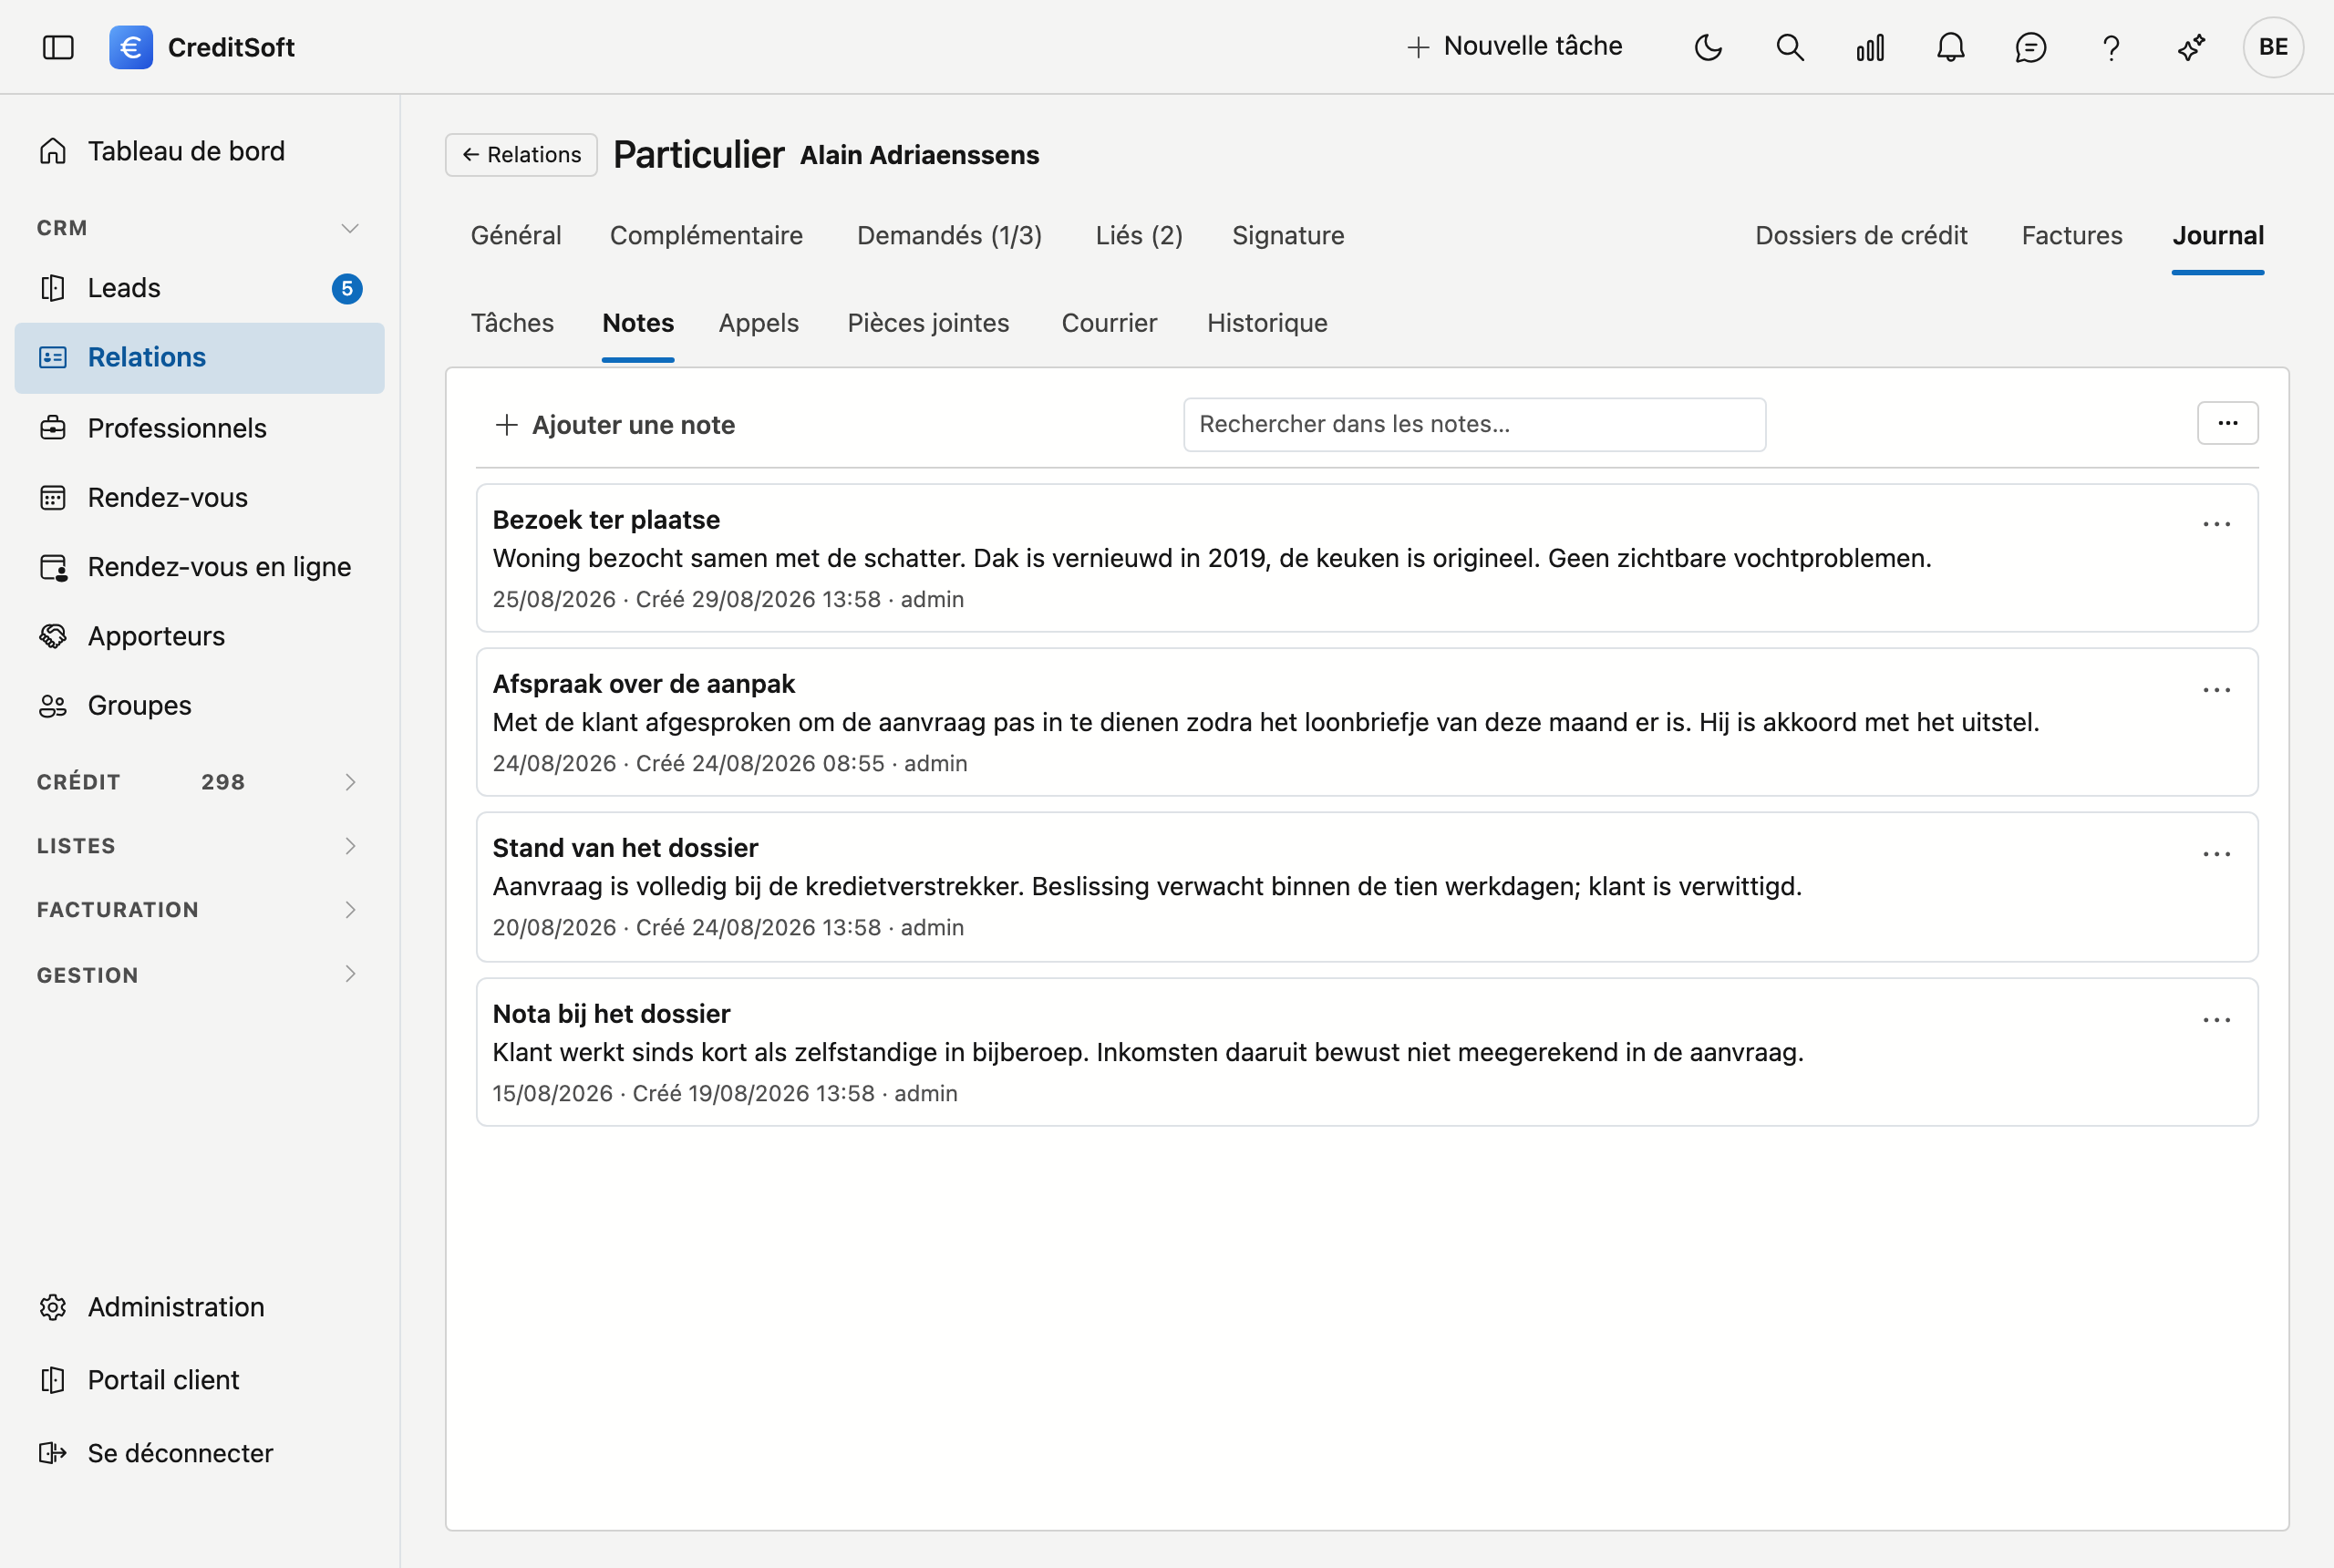 € CreditSoft
Nouvelle tâche
BE
Tableau de bord
CRM
Leads 5
Relations
Professionnels
Rendez-vous
Rendez-vous en ligne
Apporteurs
Groupes
CRÉDIT 298
LISTES
FACTURATION
GESTION
Administration
Portail client
Se déconnecter
← Relations Particulier Alain Adriaenssens
Général Complémentaire Demandés (1/3) Liés (2) Signature Dossiers de crédit Factures Journal
Tâches Notes Appels Pièces jointes Courrier Historique
+ Ajouter une note Rechercher dans les notes... ...
Bezoek ter plaatse
Woning bezocht samen met de schatter. Dak is vernieuwd in 2019, de keuken is origineel. Geen zichtbare vochtproblemen.
25/08/2026 · Créé 29/08/2026 13:58 · admin
Afspraak over de aanpak
Met de klant afgesproken om de aanvraag pas in te dienen zodra het loonbriefje van deze maand er is. Hij is akkoord met het uitstel.
24/08/2026 · Créé 24/08/2026 08:55 · admin
Stand van het dossier
Aanvraag is volledig bij de kredietverstrekker. Beslissing verwacht binnen de tien werkdagen; klant is verwittigd.
20/08/2026 · Créé 24/08/2026 13:58 · admin
Nota bij het dossier
Klant werkt sinds kort als zelfstandige in bijberoep. Inkomsten daaruit bewust niet meegerekend in de aanvraag.
15/08/2026 · Créé 19/08/2026 13:58 · admin